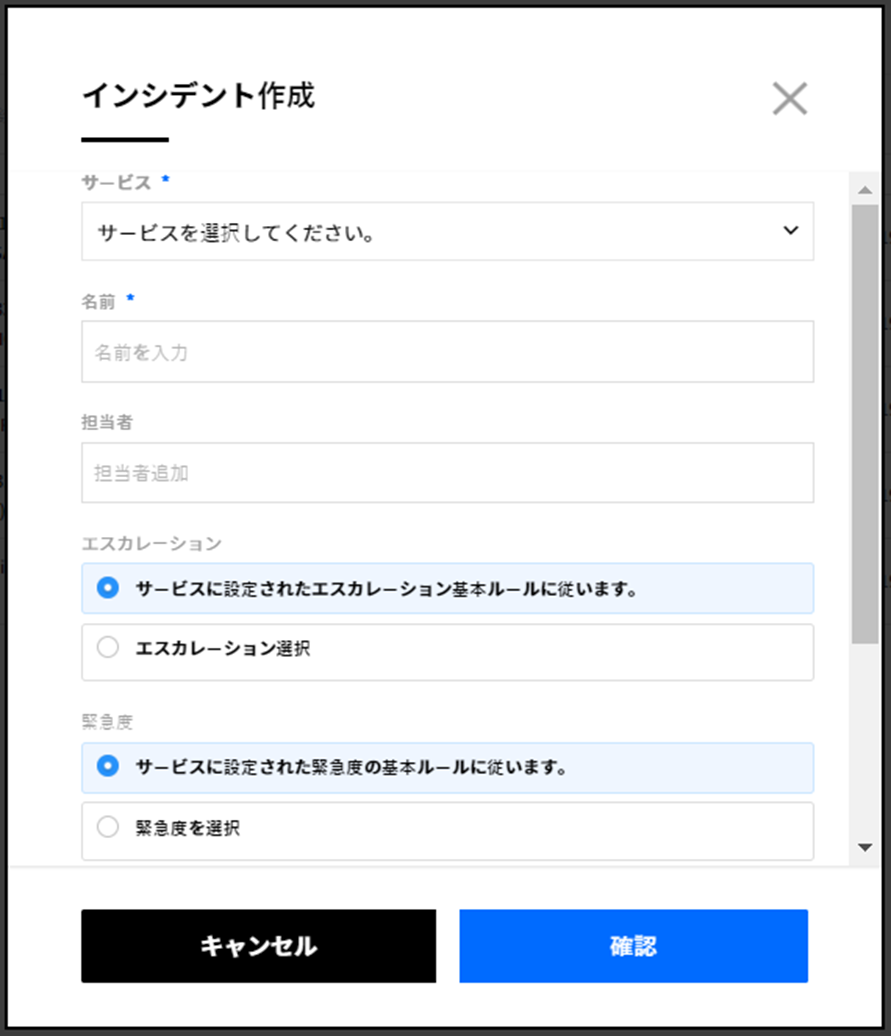 インシデント作成
サービス *
サービスを選択してください。
名前 *
名前を入力
担当者
担当者追加
エスカレーション
サービスに設定されたエスカレーション基本ルールに従います。
エスカレーション選択
緊急度
サービスに設定された緊急度の基本ルールに従います。
緊急度を選択
キャンセル
確認